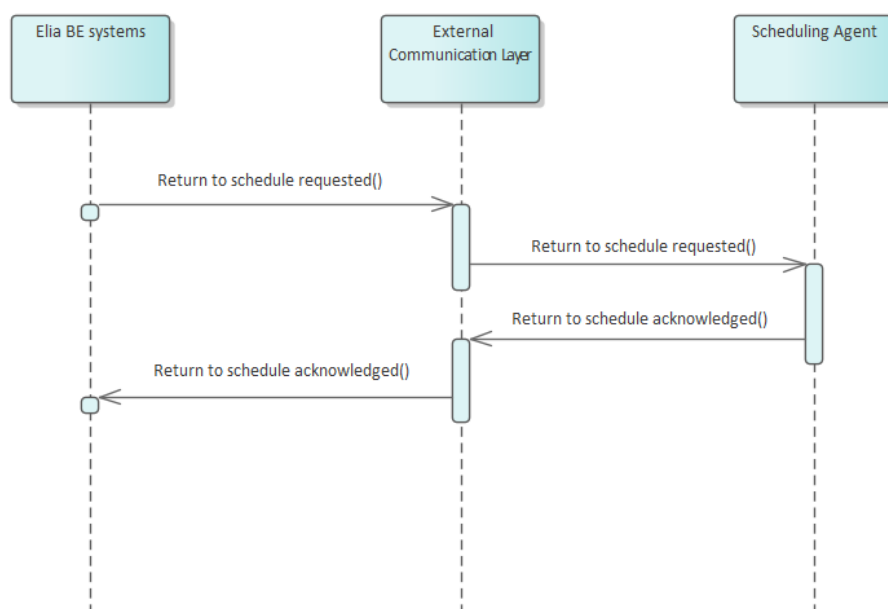 Elia BE systems
External
Communication Layer
Scheduling Agent
Return to schedule requested()
Return to schedule requested()
Return to schedule acknowledged()
Return to schedule acknowledged()